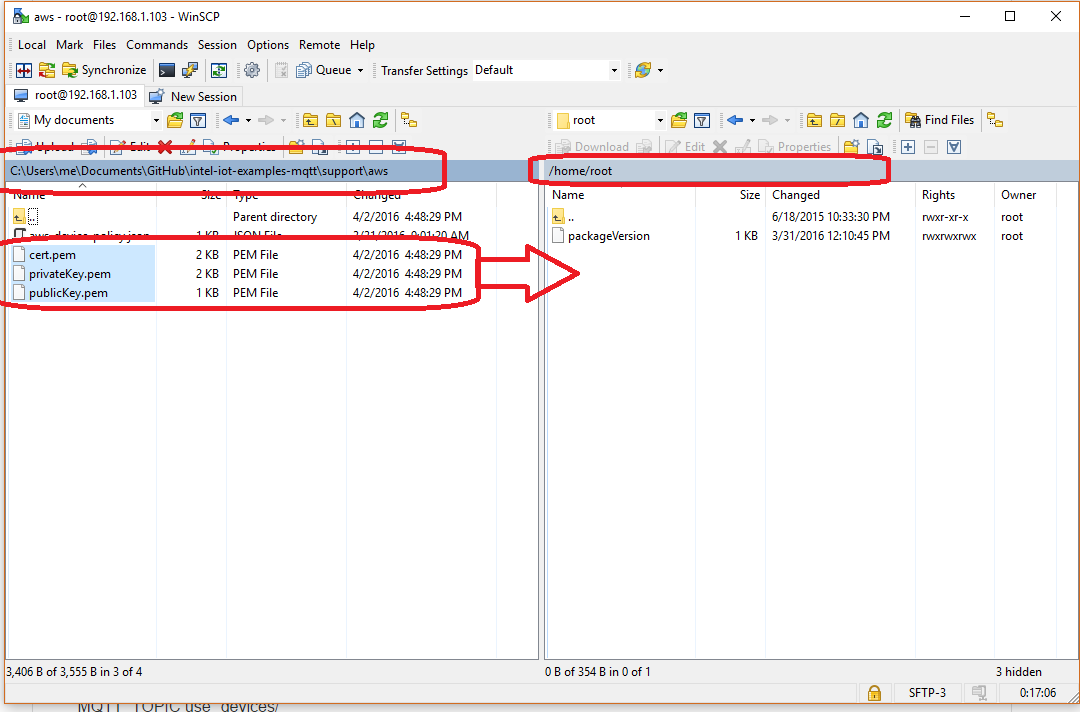 aws - root@192.168.1.103 - WinSCP
Local Mark Files Commands Session Options Remote Help
Synchronize Queue Transfer Settings Default
root@192.168.1.103 New Session
My documents root Find Files
Upload Edit Properties Download Edit Properties
C:\Users\me\Documents\GitHub\intel-iot-examples-mqtt\support\aws /home/root
Name Size Type Changed Name Size Changed Rights Owner
.. Parent directory 4/2/2016 4:48:29 PM .. 6/18/2015 10:33:30 PM rwxr-xr-x root
aws-device-policy.json 1 KB JSON File 3/31/2016 9:01:20 AM packageVersion 1 KB 3/31/2016 12:10:45 PM rwxrwxrwx root
cert.pem 2 KB PEM File 4/2/2016 4:48:29 PM
privateKey.pem 2 KB PEM File 4/2/2016 4:48:29 PM
publicKey.pem 1 KB PEM File 4/2/2016 4:48:29 PM
3,406 B of 3,555 B in 3 of 4 0 B of 354 B in 0 of 1 3 hidden
SFTP-3 0:17:06
MQTT_TOPIC use devices/